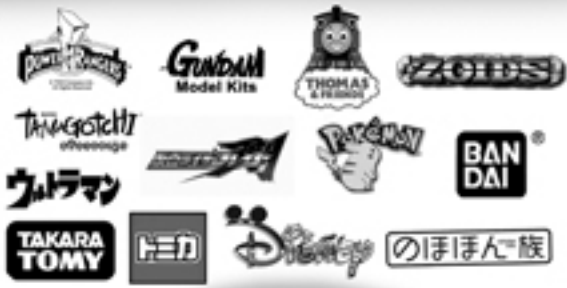 POWER RANGERS
GUNDAM
Model Kits
THOMAS
& FRIENDS
ZOIDS
TAMAGOTCHI
POKéMON
BAN
DAI
®
ウルトラマン
TAKARA
TOMY
トミカ
Disney
のほほん族